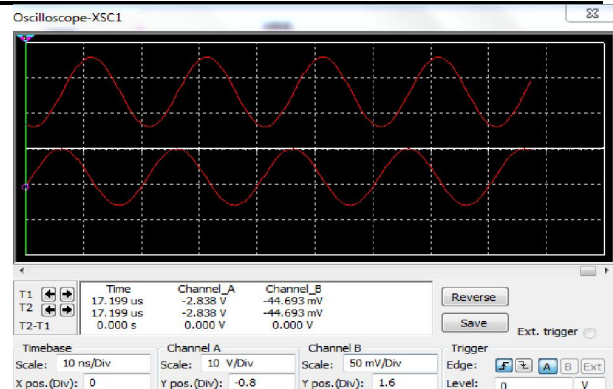 Oscilloscope-XSC1
Time Channel_A Channel_B
T1 17.199 us -2.838 V -44.693 mV
T2 17.199 us -2.838 V -44.693 mV
T2-T1 0.000 s 0.000 V 0.000 V
Reverse
Save
Ext. trigger
Timebase
Scale: 10 ns/Div
X pos.(Div): 0
Channel A
Scale: 10 V/Div
Y pos.(Div): -0.8
Channel B
Scale: 50 mV/Div
Y pos.(Div): 1.6
Trigger
Edge: A B Ext
Level: 0 V